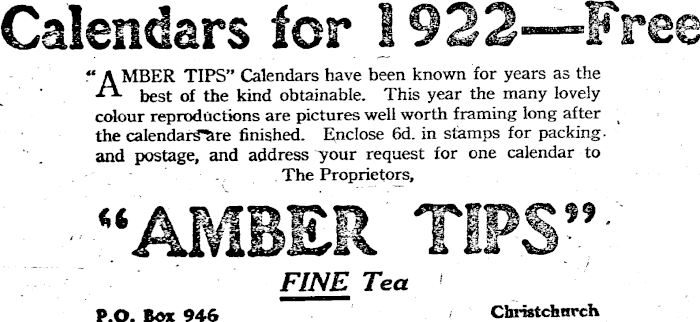 Calendars for 1922—Free
"AMBER TIPS" Calendars have been known for years as the
best of the kind obtainable. This year the many lovely
colour reproductions are pictures well worth framing long after
the calendars are finished. Enclose 6d. in stamps for packing
and postage, and address your request for one calendar to
The Proprietors,
"AMBER TIPS"
FINE Tea
P.O. Box 946 Christchurch